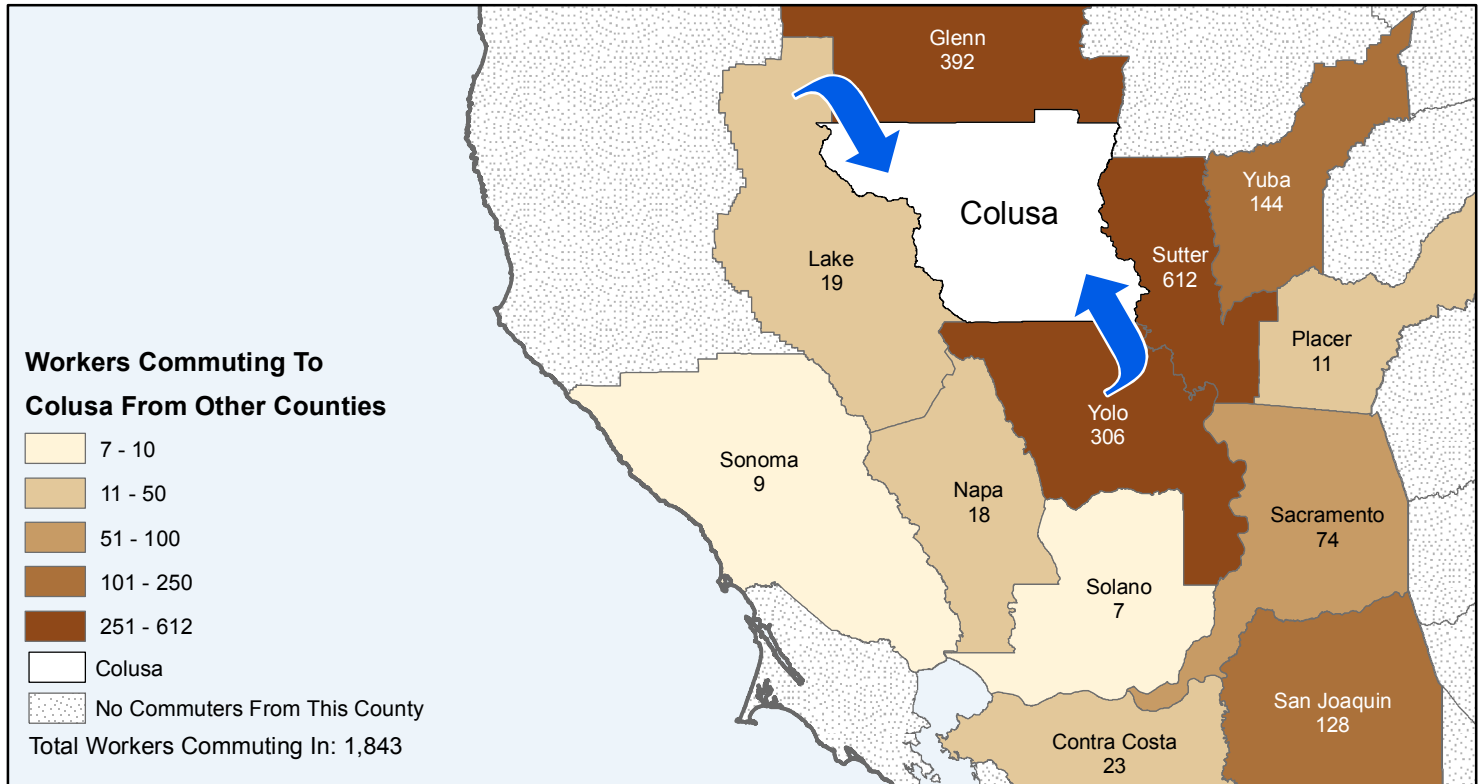 Glenn
392
Yuba
144
Colusa
Sutter
612
Lake
19
Placer
11
Workers Commuting To
Colusa From Other Counties
7 - 10
11 - 50
51 - 100
101 - 250
251 - 612
Colusa
No Commuters From This County
Total Workers Commuting In: 1,843
Yolo
306
Sonoma
9
Napa
18
Sacramento
74
Solano
7
San Joaquin
128
Contra Costa
23